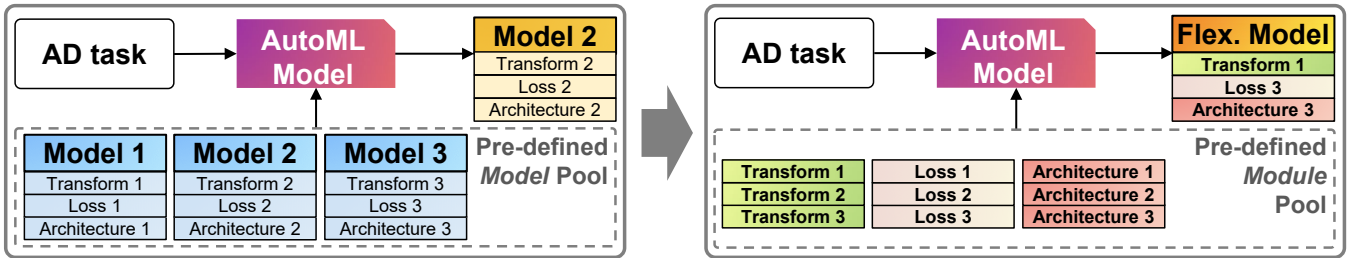 AD task
AutoML
Model
Model 2
Transform 2
Loss 2
Architecture 2
Model 1
Transform 1
Loss 1
Architecture 1
Model 2
Transform 2
Loss 2
Architecture 2
Model 3
Transform 3
Loss 3
Architecture 3
Pre-defined
Model Pool
AD task
AutoML
Model
Flex. Model
Transform 1
Loss 3
Architecture 3
Transform 1
Transform 2
Transform 3
Loss 1
Loss 2
Loss 3
Architecture 1
Architecture 2
Architecture 3
Pre-defined
Module
Pool